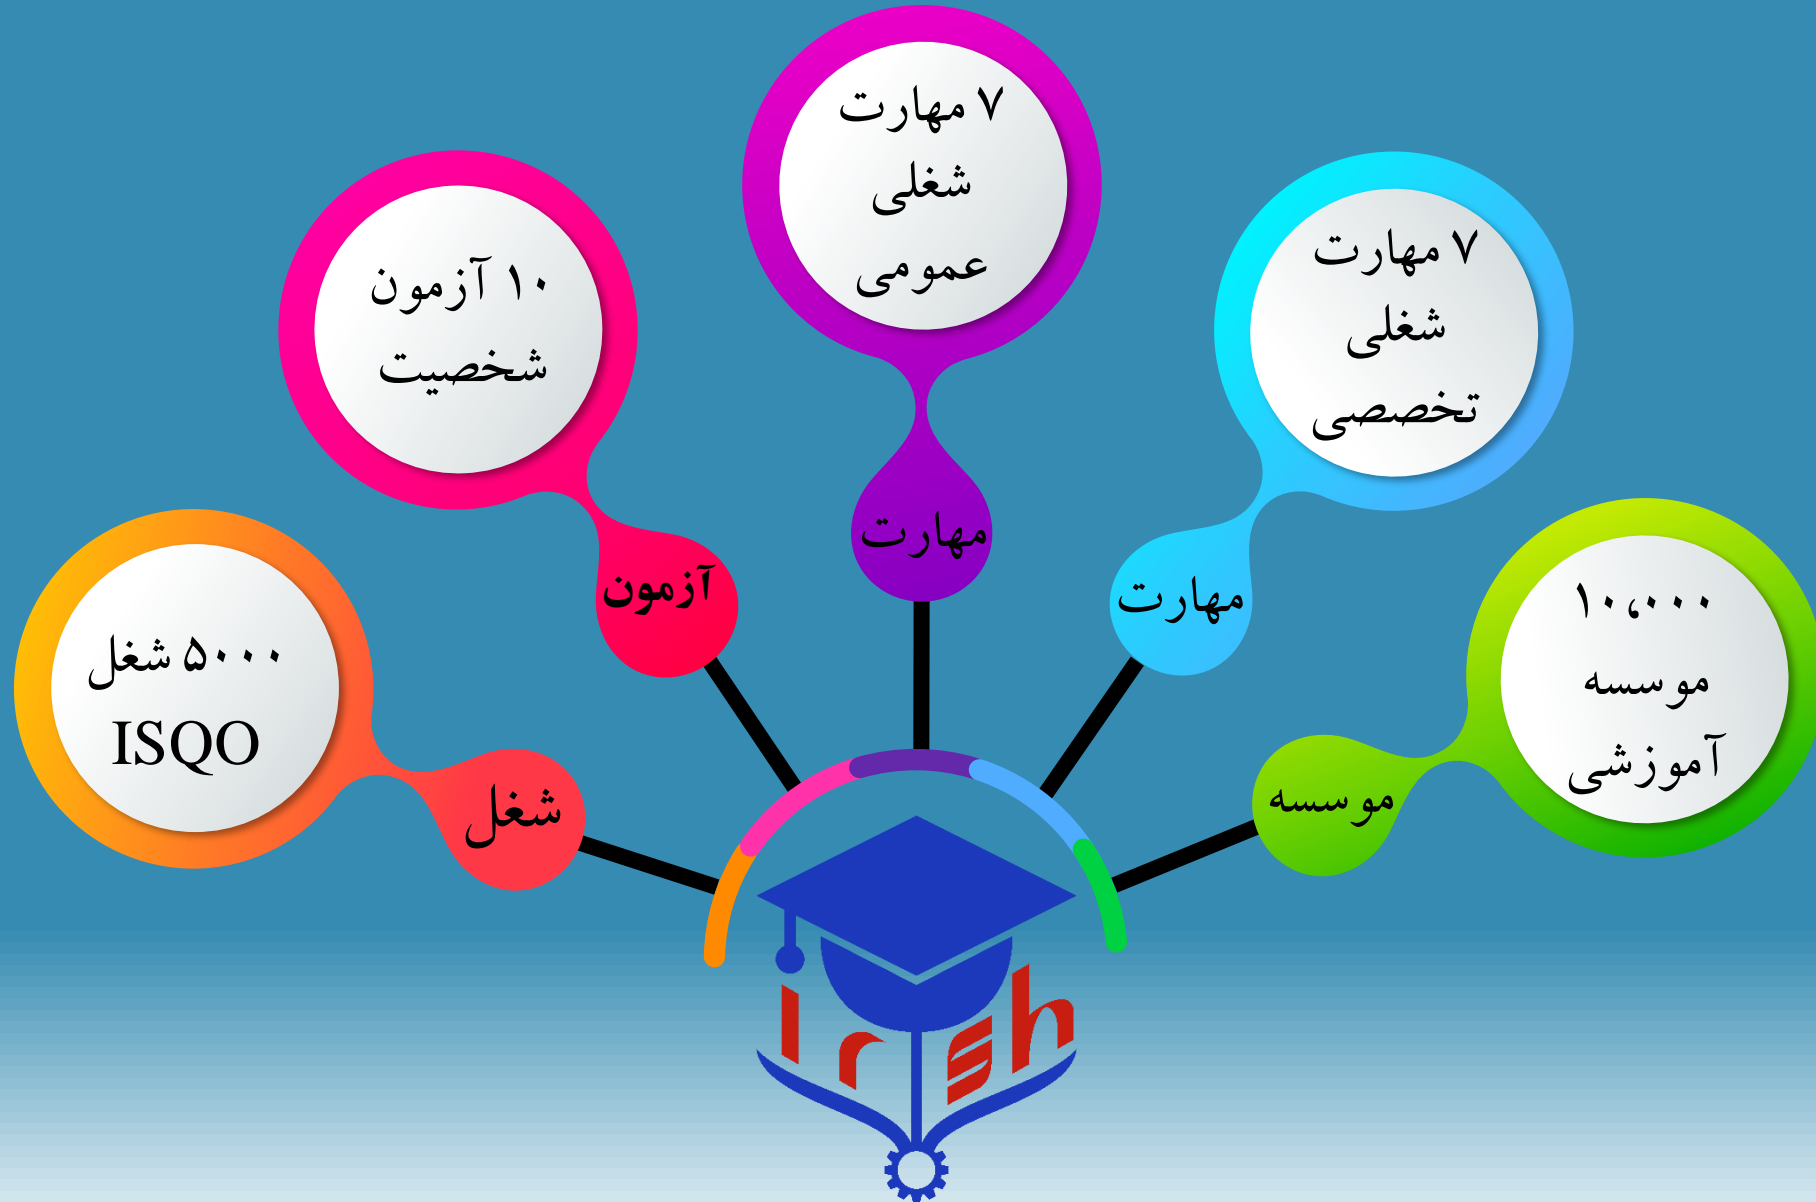 ۷ مهارت
شغلی
عمومی
۷ مهارت
شغلی
تخصصی
۱۰ آزمون
شخصیت
۱۰،۰۰۰
موسسه
آموزشی
۵۰۰۰ شغل
ISQO
مهارت
مهارت
آزمون
موسسه
شغل
irsh